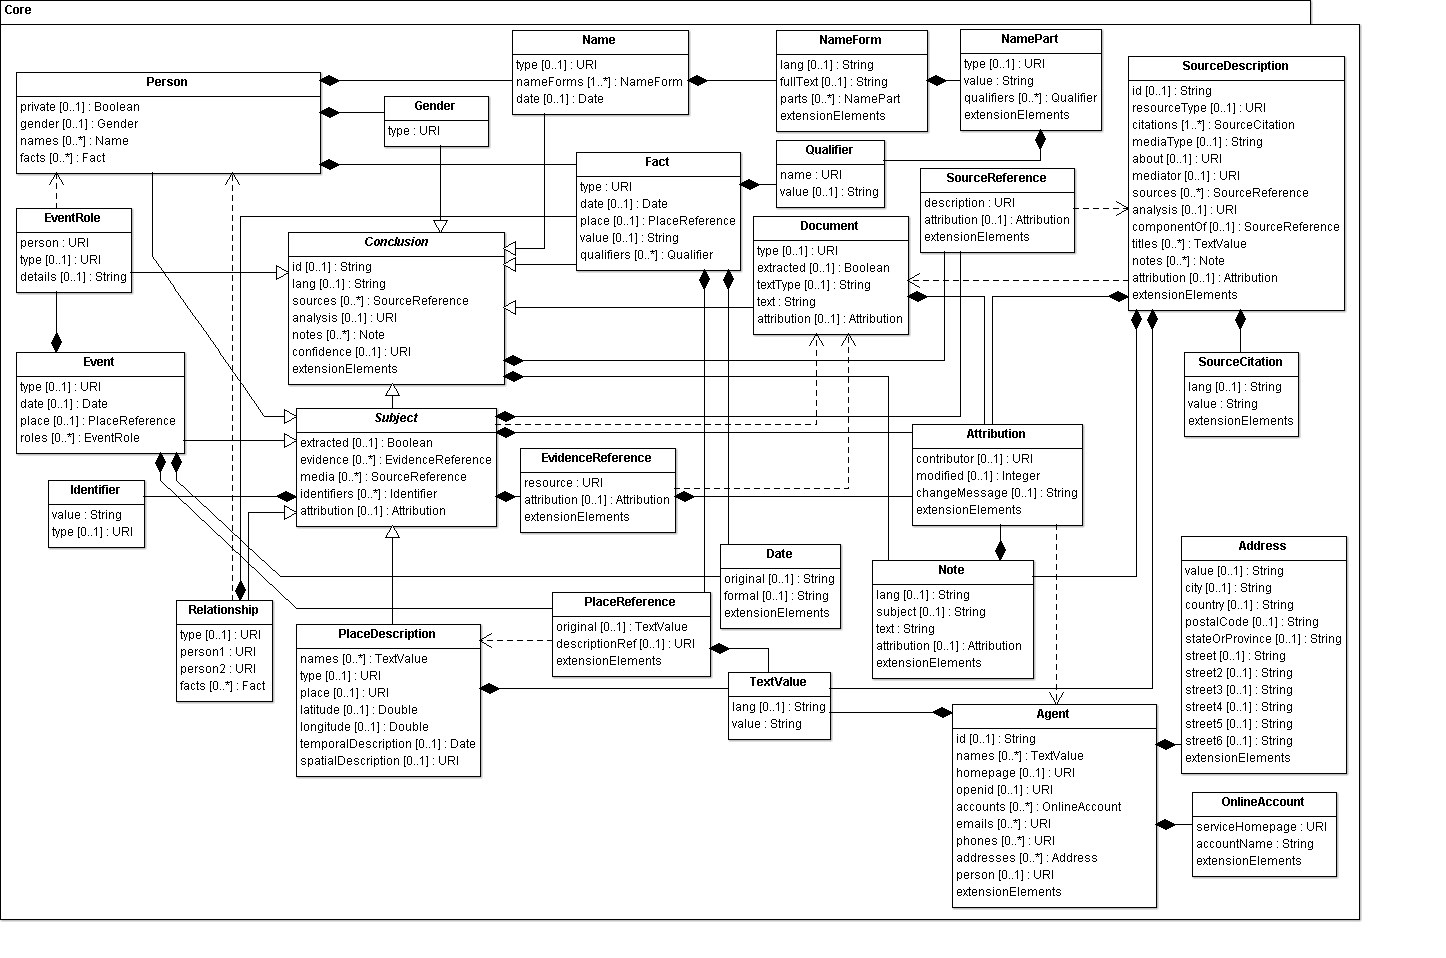 Core
Person
private [0..1] : Boolean
gender [0..1] : Gender
names [0..*] : Name
facts [0..*] : Fact
Gender
type : URI
Name
type [0..1] : URI
nameForms [1..*] : NameForm
date [0..1] : Date
NameForm
lang [0..1] : String
fullText [0..1] : String
parts [0..*] : NamePart
extensionElements
NamePart
type [0..1] : URI
value : String
qualifiers [0..*] : Qualifier
extensionElements
SourceDescription
id [0..1] : String
resourceType [0..1] : URI
citations [1..*] : SourceCitation
mediaType [0..1] : String
about [0..1] : URI
mediator [0..1] : URI
sources [0..*] : SourceReference
analysis [0..1] : URI
componentOf [0..1] : SourceReference
titles [0..*] : TextValue
notes [0..*] : Note
attribution [0..1] : Attribution
extensionElements
Fact
type : URI
date [0..1] : Date
place [0..1] : PlaceReference
value [0..1] : String
qualifiers [0..*] : Qualifier
Qualifier
name : URI
value [0..1] : String
SourceReference
description : URI
attribution [0..1] : Attribution
extensionElements
EventRole
person : URI
type [0..1] : URI
details [0..1] : String
Conclusion
id [0..1] : String
lang [0..1] : String
sources [0..*] : SourceReference
analysis [0..1] : URI
notes [0..*] : Note
confidence [0..1] : URI
extensionElements
Document
type [0..1] : URI
extracted [0..1] : Boolean
textType [0..1] : String
text : String
attribution [0..1] : Attribution
Event
type [0..1] : URI
date [0..1] : Date
place [0..1] : PlaceReference
roles [0..*] : EventRole
Subject
extracted [0..1] : Boolean
evidence [0..*] : EvidenceReference
media [0..*] : SourceReference
identifiers [0..*] : Identifier
attribution [0..1] : Attribution
EvidenceReference
resource : URI
attribution [0..1] : Attribution
extensionElements
Attribution
contributor [0..1] : URI
modified [0..1] : Integer
changeMessage [0..1] : String
extensionElements
SourceCitation
lang [0..1] : String
value : String
extensionElements
Identifier
value : String
type [0..1] : URI
Date
original [0..1] : String
formal [0..1] : String
extensionElements
Note
lang [0..1] : String
subject [0..1] : String
text : String
attribution [0..1] : Attribution
extensionElements
Address
value [0..1] : String
city [0..1] : String
country [0..1] : String
postalCode [0..1] : String
stateOrProvince [0..1] : String
street [0..1] : String
street2 [0..1] : String
street3 [0..1] : String
street4 [0..1] : String
street5 [0..1] : String
street6 [0..1] : String
extensionElements
Relationship
type [0..1] : URI
person1 : URI
person2 : URI
facts [0..*] : Fact
PlaceDescription
names [0..*] : TextValue
type [0..1] : URI
place [0..1] : URI
latitude [0..1] : Double
longitude [0..1] : Double
temporalDescription [0..1] : Date
spatialDescription [0..1] : URI
PlaceReference
original [0..1] : TextValue
descriptionRef [0..1] : URI
extensionElements
TextValue
lang [0..1] : String
value : String
Agent
id [0..1] : String
names [0..*] : TextValue
homepage [0..1] : URI
openid [0..1] : URI
accounts [0..*] : OnlineAccount
emails [0..*] : URI
phones [0..*] : URI
addresses [0..*] : Address
person [0..1] : URI
extensionElements
OnlineAccount
serviceHomepage : URI
accountName : String
extensionElements